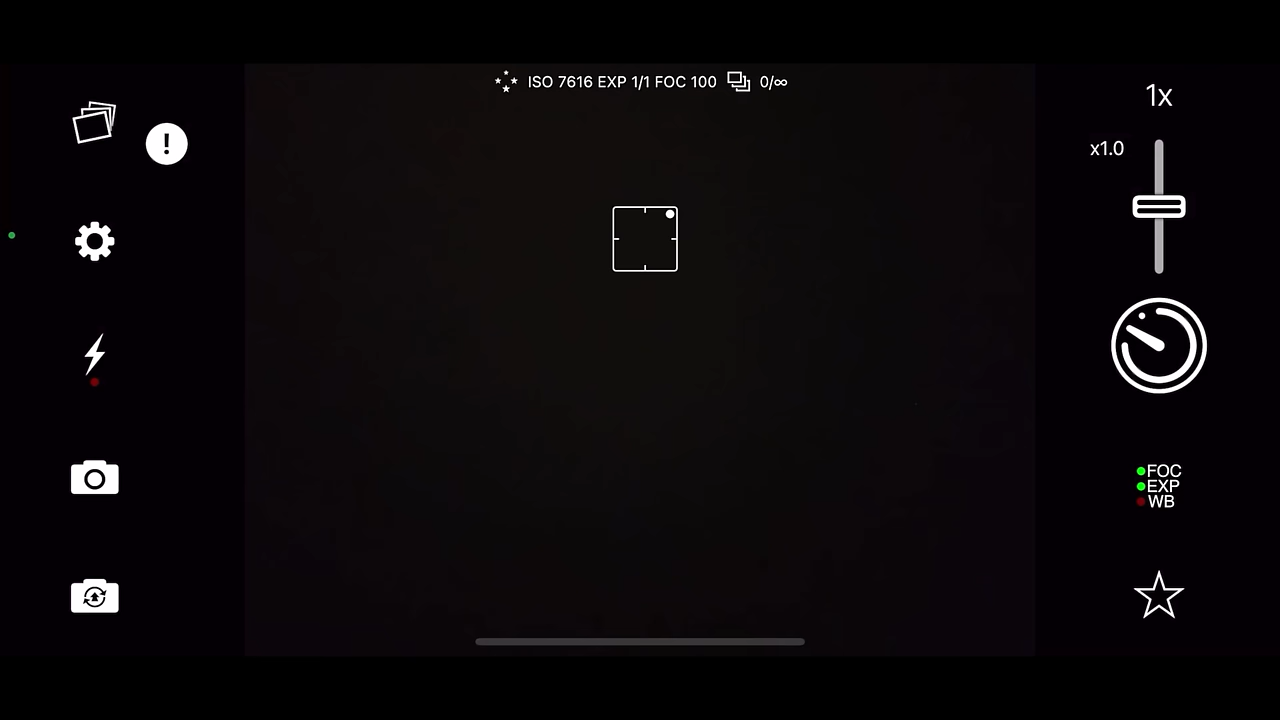 ISO 7616 EXP 1/1 FOC 100 0/∞
!
1x
x1.0
FOC
EXP
WB